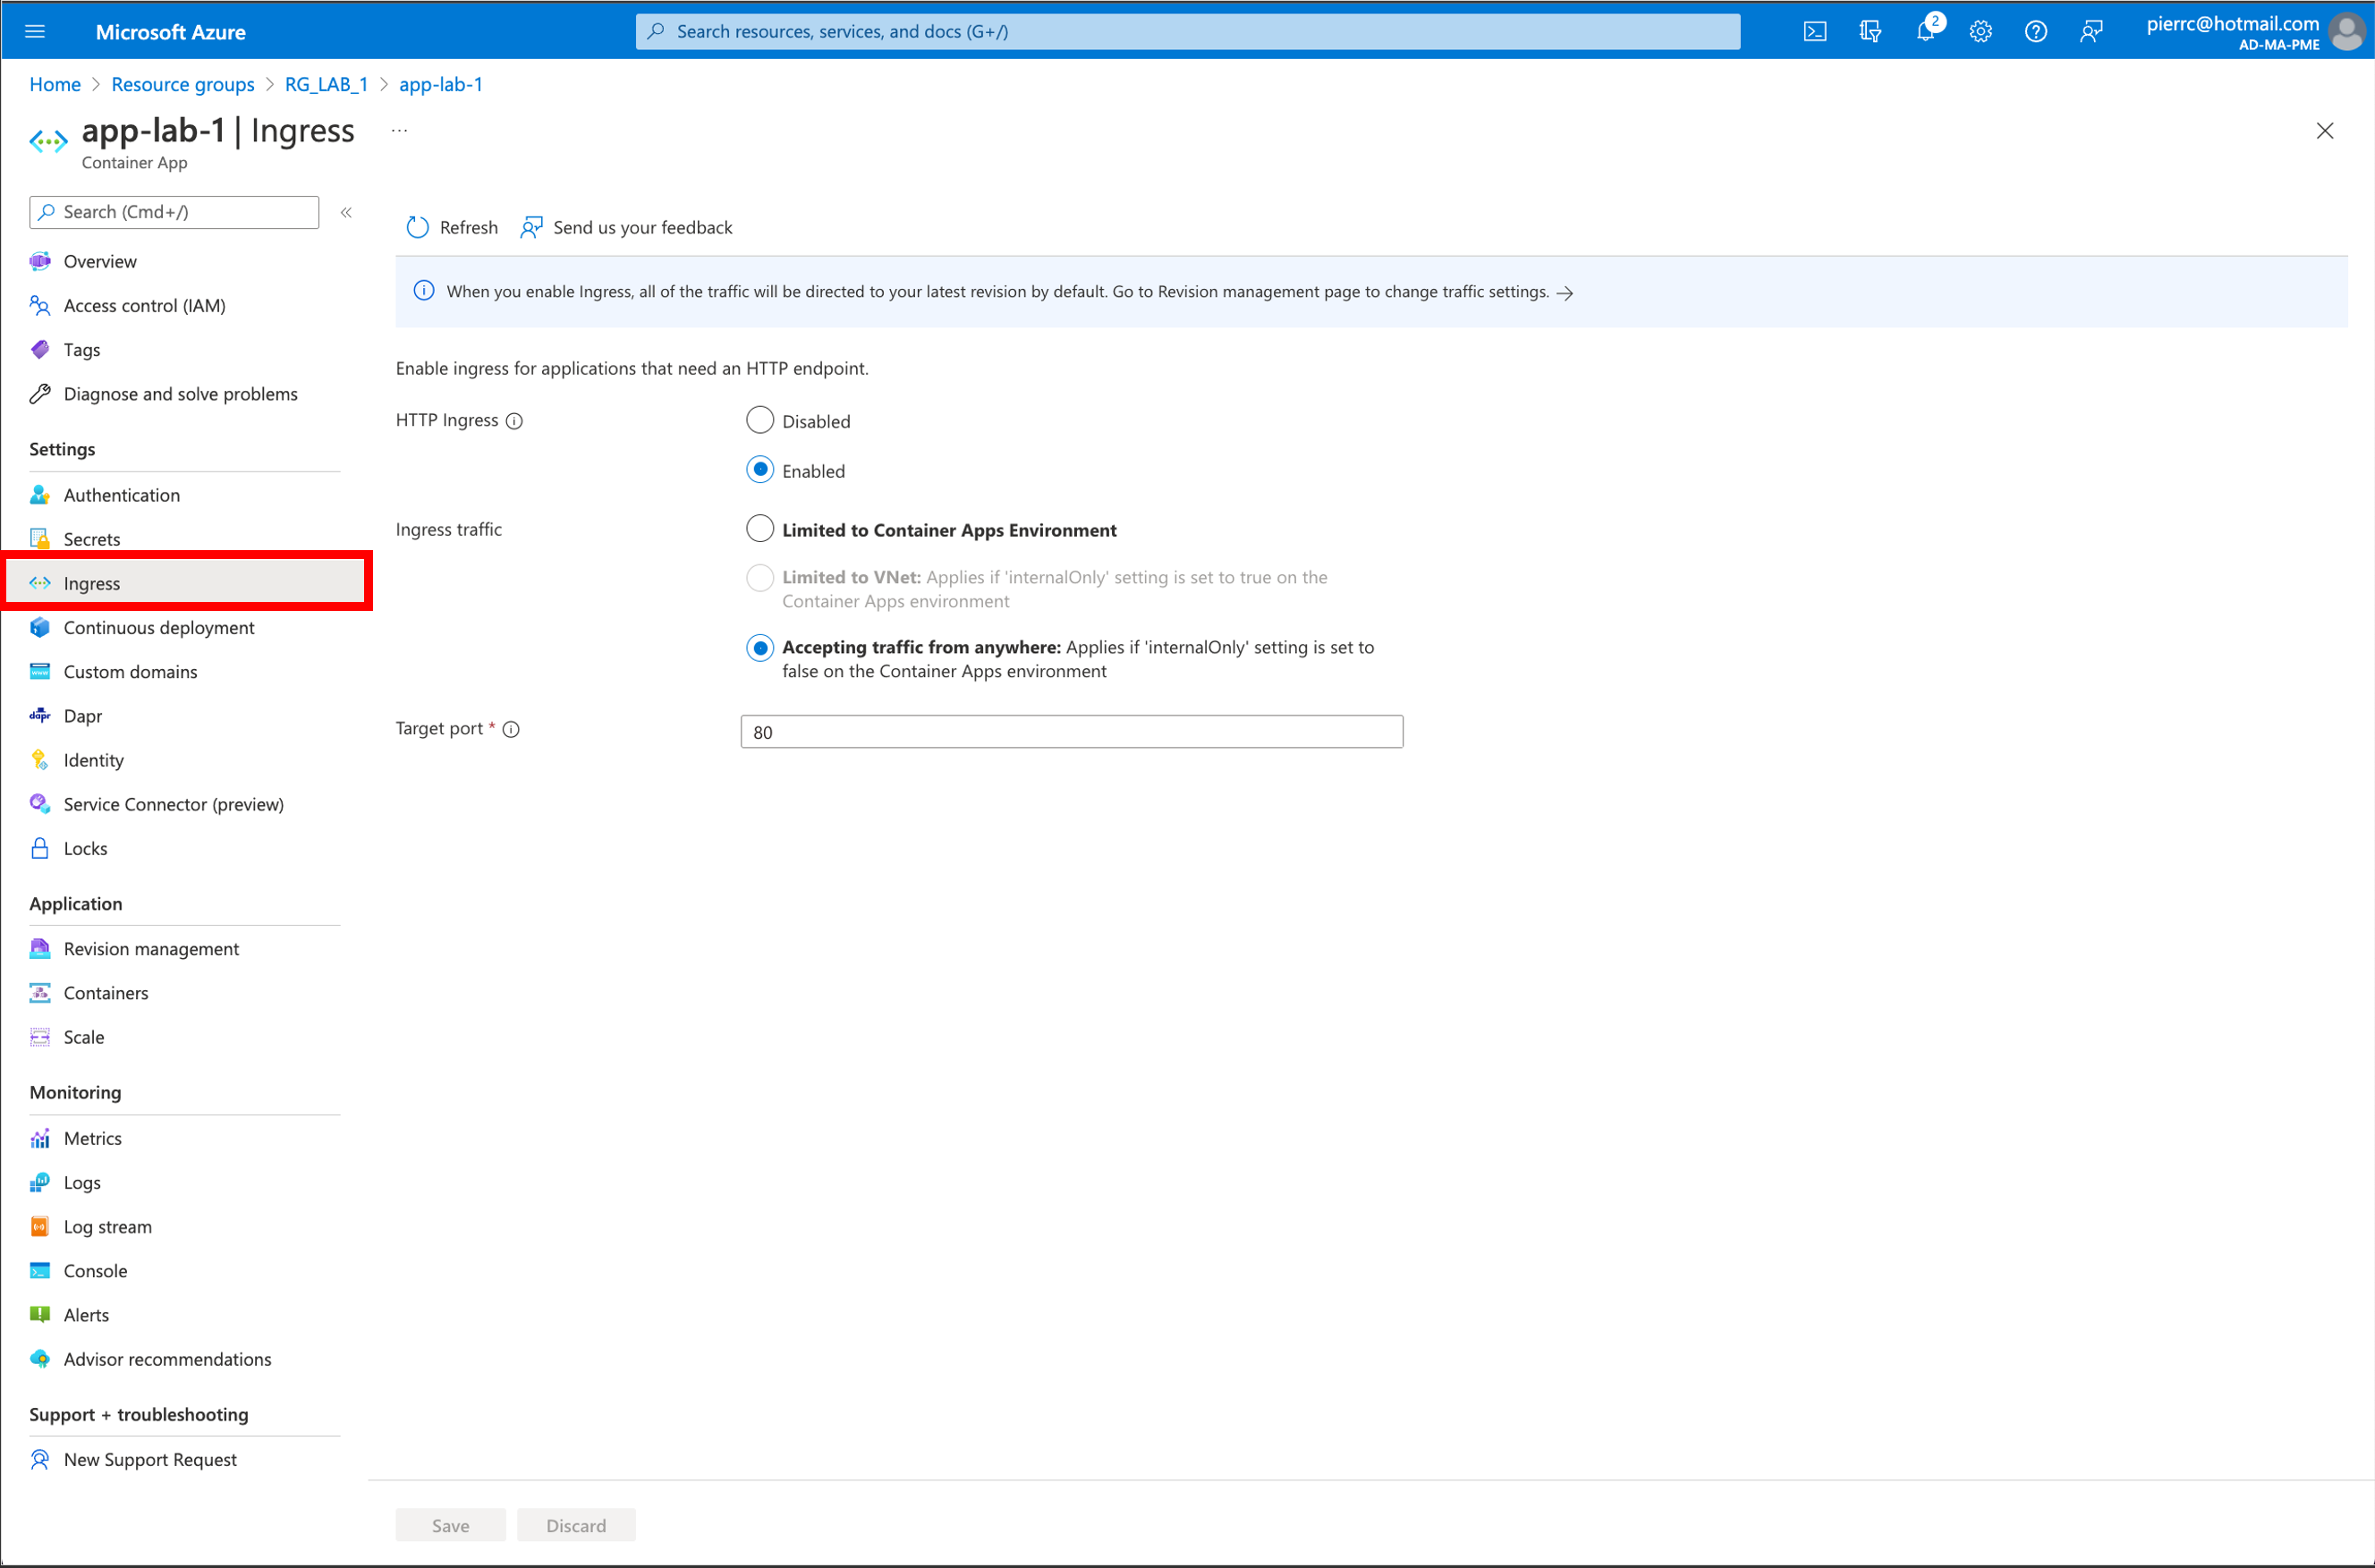 Microsoft Azure
Search resources, services, and docs (G+/)
2
pierrc@hotmail.com
AD-MA-PME
Home > Resource groups > RG_LAB_1 > app-lab-1
app-lab-1 | Ingress ...
Container App
Search (Cmd+/)
«
Overview
Access control (IAM)
Tags
Diagnose and solve problems
Settings
Authentication
Secrets
Ingress
Continuous deployment
Custom domains
Dapr
Identity
Service Connector (preview)
Locks
Application
Revision management
Containers
Scale
Monitoring
Metrics
Logs
Log stream
Console
Alerts
Advisor recommendations
Support + troubleshooting
New Support Request
Refresh
Send us your feedback
When you enable Ingress, all of the traffic will be directed to your latest revision by default. Go to Revision management page to change traffic settings. →
Enable ingress for applications that need an HTTP endpoint.
HTTP Ingress
Disabled
Enabled
Ingress traffic
Limited to Container Apps Environment
Limited to VNet: Applies if 'internalOnly' setting is set to true on the
Container Apps environment
Accepting traffic from anywhere: Applies if 'internalOnly' setting is set to
false on the Container Apps environment
Target port *
80
Save
Discard